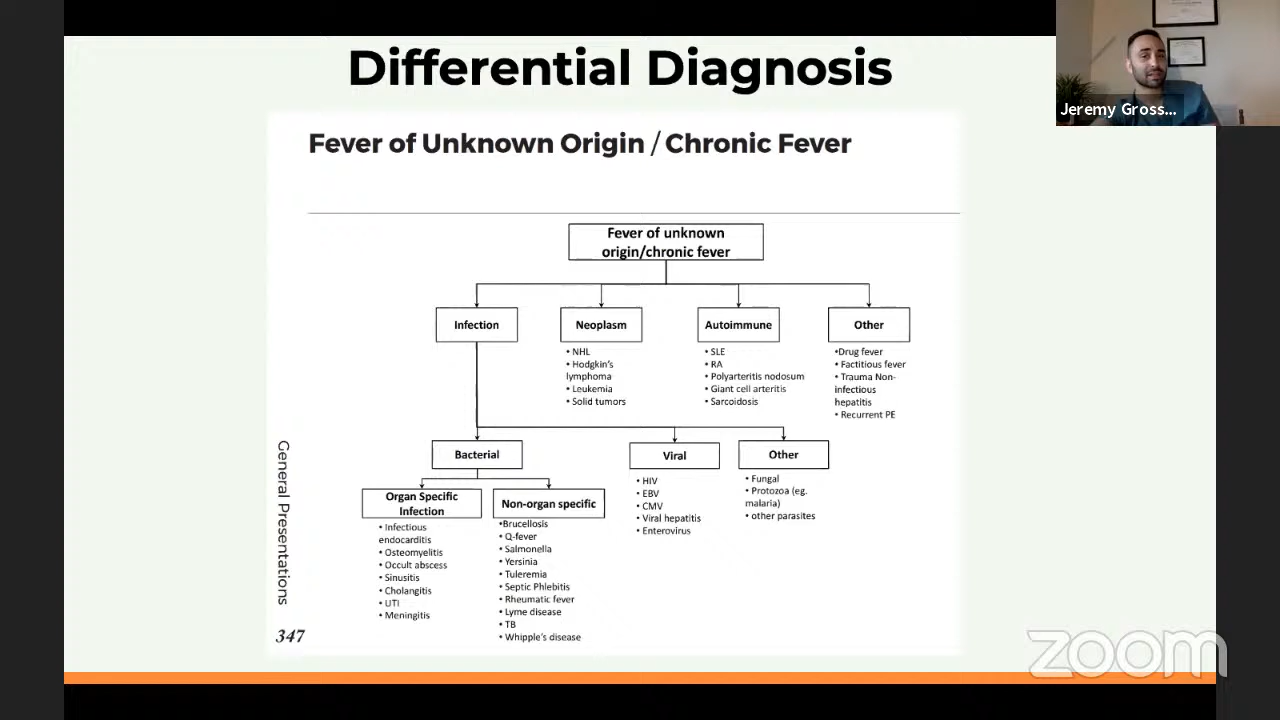 Differential Diagnosis
Jeremy Gross...
Fever of Unknown Origin / Chronic Fever
Fever of unknown
origin/chronic fever
Infection
Neoplasm
• NHL
• Hodgkin's
lymphoma
• Leukemia
• Solid tumors
Autoimmune
• SLE
• RA
• Polyarteritis nodosum
• Giant cell arteritis
• Sarcoidosis
Other
•Drug fever
• Factitious fever
• Trauma Non-
infectious
hepatitis
• Recurrent PE
Bacterial
Organ Specific
Infection
• Infectious
endocarditis
• Osteomyelitis
• Occult abscess
• Sinusitis
• Cholangitis
• UTI
• Meningitis
Non-organ specific
•Brucellosis
• Q-fever
• Salmonella
• Yersinia
• Tuleremia
• Septic Phlebitis
• Rheumatic fever
• Lyme disease
• TB
• Whipple's disease
Viral
• HIV
• EBV
• CMV
• Viral hepatitis
• Enterovirus
Other
• Fungal
• Protozoa (eg.
malaria)
• other parasites
General Presentations
347
zoom